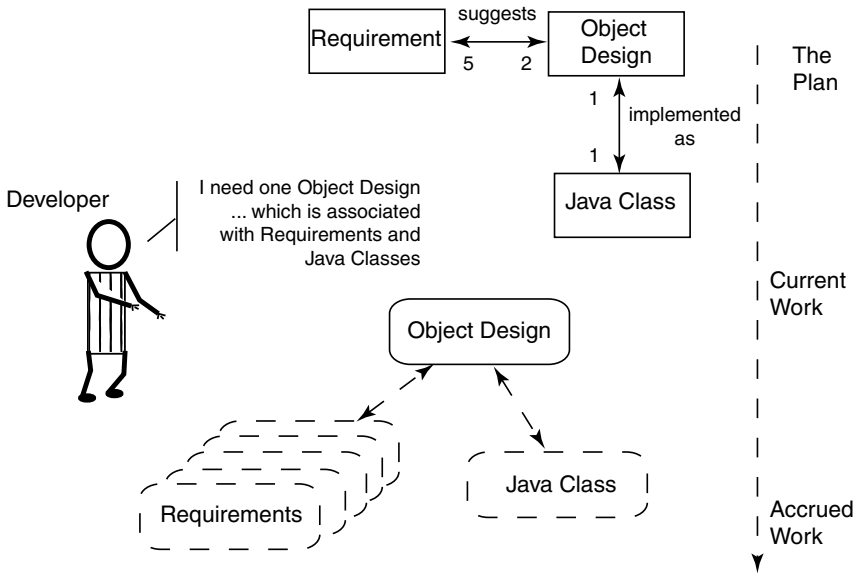 suggests
Requirement
5
2
Object
Design
The
Plan
1
implemented
as
1
Java Class
Developer
I need one Object Design
... which is associated
with Requirements and
Java Classes
Current
Work
Object Design
Requirements
Java Class
Accrued
Work